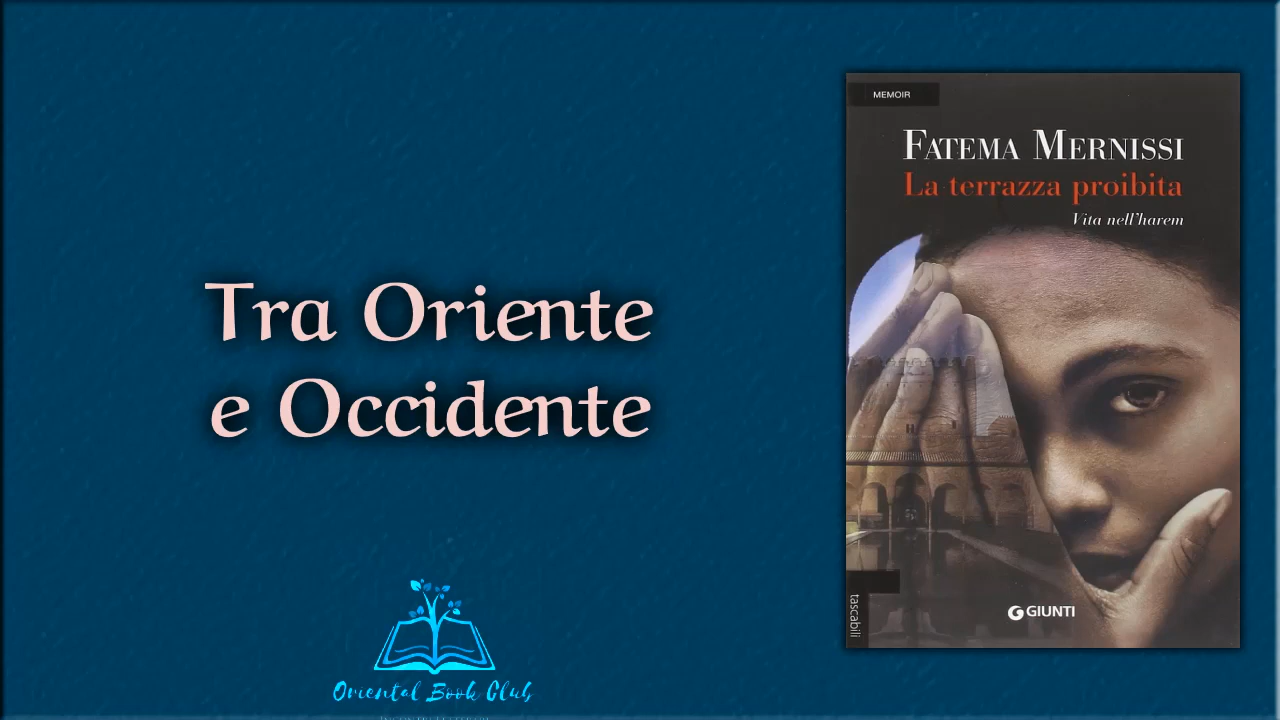 Tra Oriente
e Occidente
Oriental Book Club
MEMOIR
FATEMA MERNISSI
La terrazza proibita
Vita nell'harem
tascabili
GIUNTI